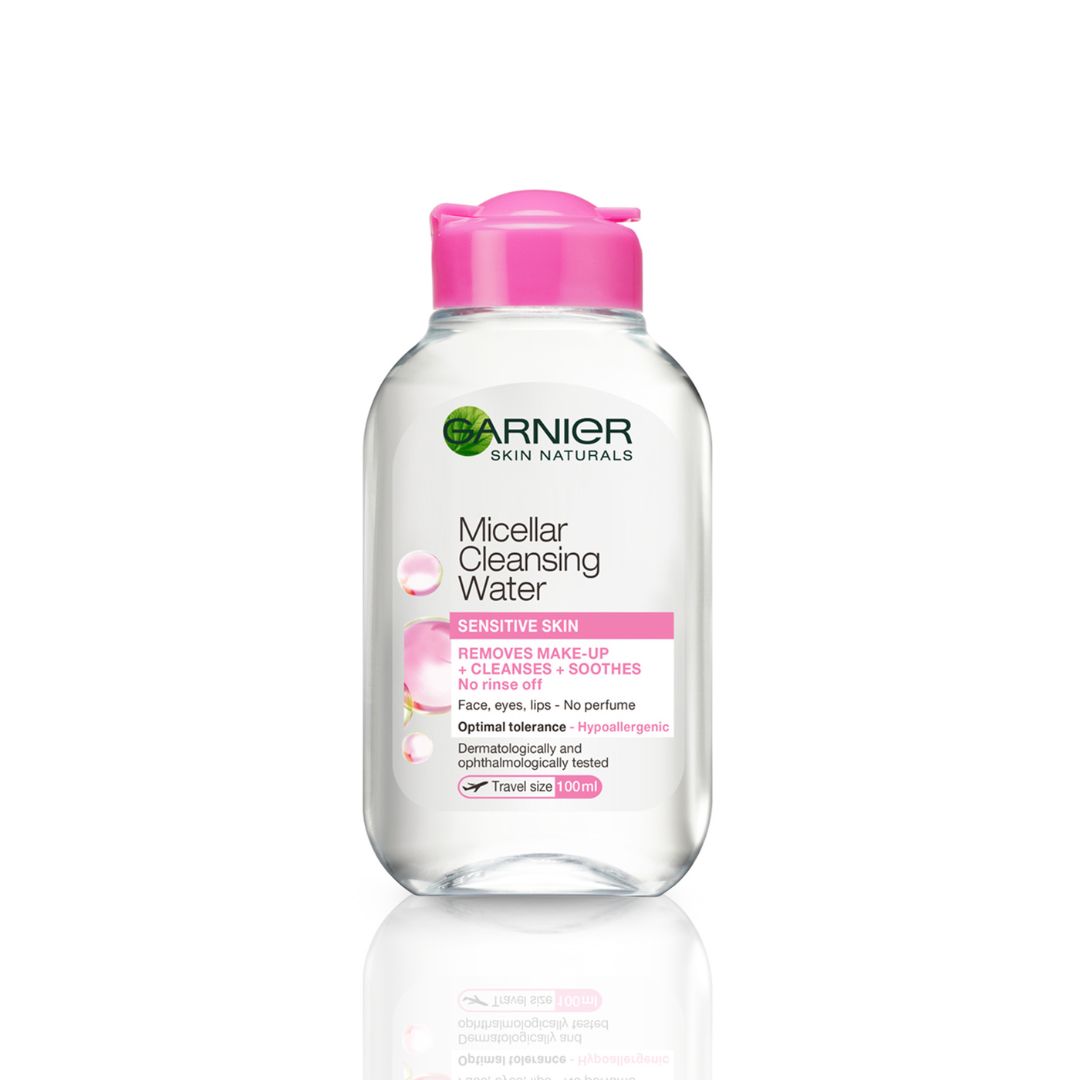 GARNIER
SKIN NATURALS
Micellar
Cleansing
Water
SENSITIVE SKIN
REMOVES MAKE-UP
+ CLEANSES + SOOTHES
No rinse off
Face, eyes, lips - No perfume
Optimal tolerance - Hypoallergenic
Dermatologically and
ophthalmologically tested
Travel size 100ml